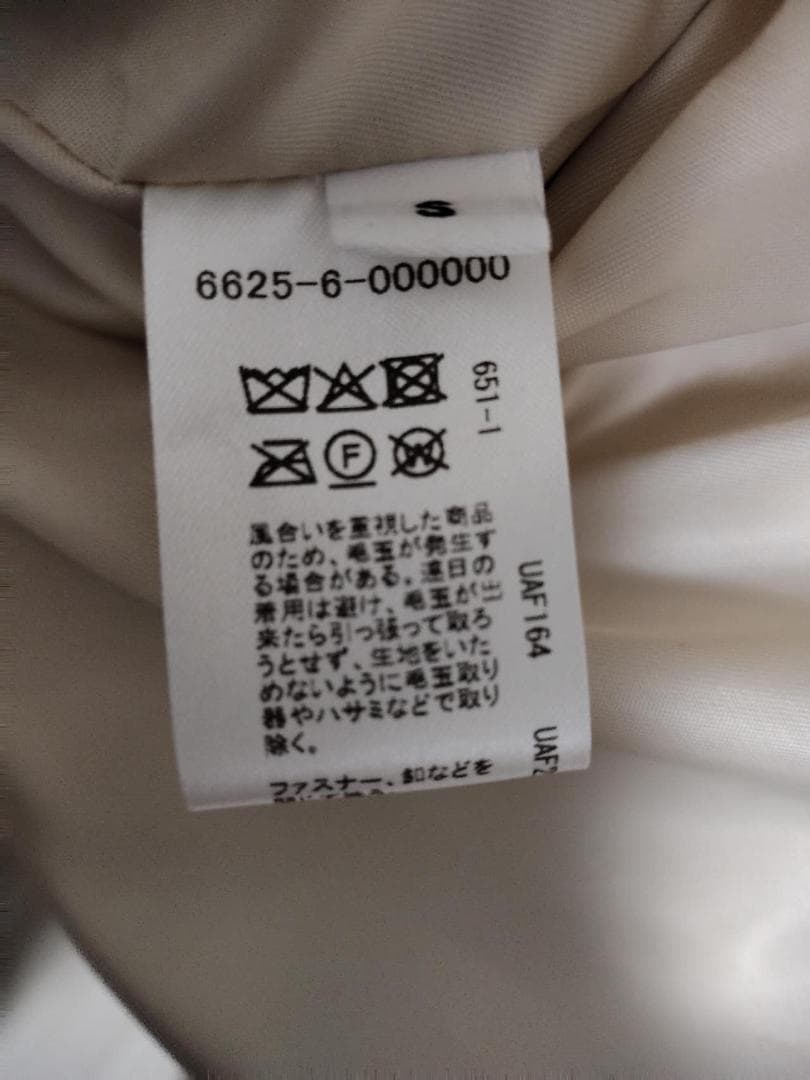 S
6625-6-000000
651-1
F
W
風合いを重視した商品
のため、毛玉が発生す
る場合がある。連日の
着用は避け、毛玉が出
来たら引っ張って取ろ
うとせず、生地をいた
めないように毛玉取り
器やハサミなどで取り
除く。
UAF164
ファスナー、釦などを
UAF2